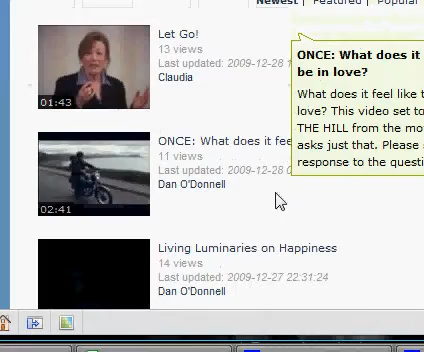 Newest | Featured | Popular
Let Go!
13 views
Last updated: 2009-12-28 1
Claudia
01:43
ONCE: What does it
be in love?
What does it feel like t
love? This video set to
THE HILL from the mo
asks just that. Please
response to the questi
ONCE: What does it fee
11 views
Last updated: 2009-12-28 0
Dan O'Donnell
02:41
Living Luminaries on Happiness
14 views
Last updated: 2009-12-27 22:31:24
Dan O'Donnell